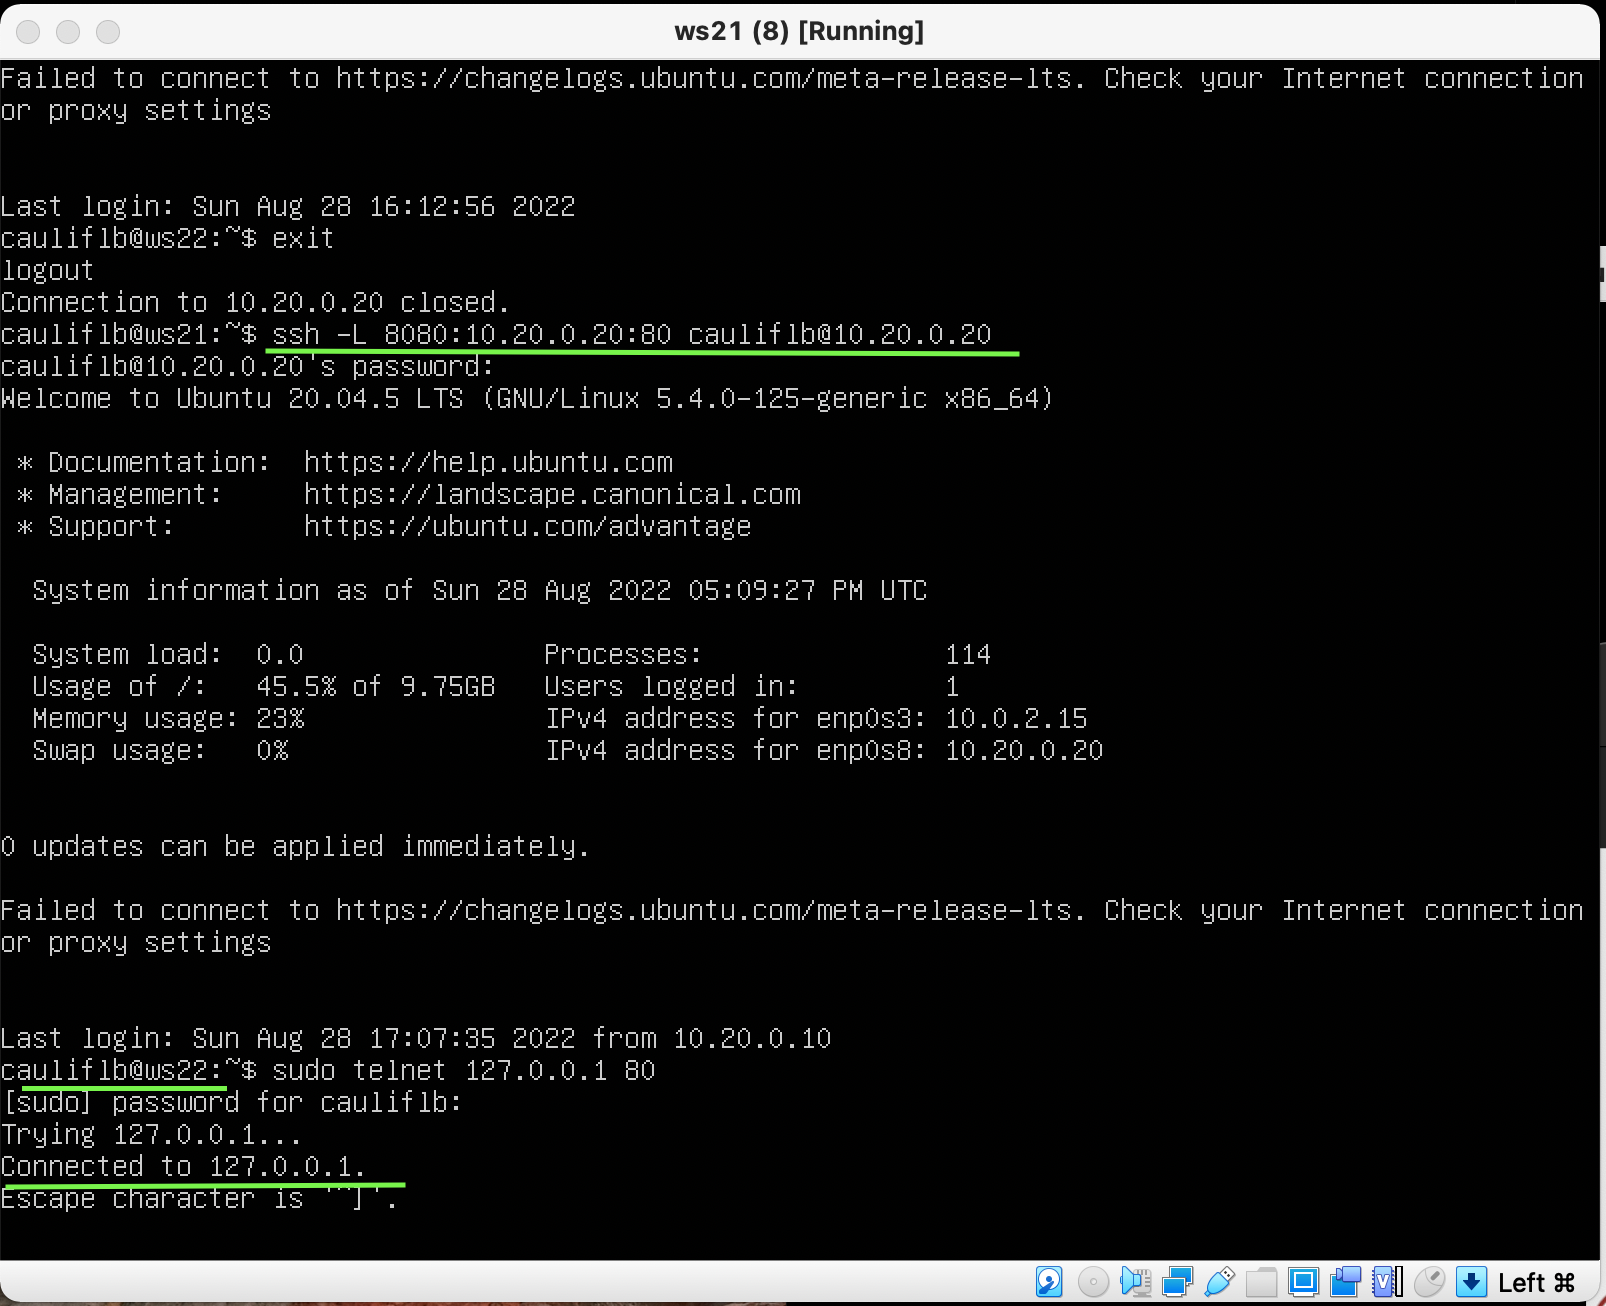 ws21 (8) [Running]
Failed to connect to https://changelogs.ubuntu.com/meta-release-lts. Check your Internet connection
or proxy settings
Last login: Sun Aug 28 16:12:56 2022
cauliflb@ws22:~$ exit
logout
Connection to 10.20.0.20 closed.
cauliflb@ws21:~$ ssh -L 8080:10.20.0.20:80 cauliflb@10.20.0.20
cauliflb@10.20.0.20's password:
Welcome to Ubuntu 20.04.5 LTS (GNU/Linux 5.4.0-125-generic x86_64)
* Documentation:  https://help.ubuntu.com
* Management:     https://landscape.canonical.com
* Support:        https://ubuntu.com/advantage
System information as of Sun 28 Aug 2022 05:09:27 PM UTC
System load:  0.0                Processes:               114
Usage of /:   45.5% of 9.75GB   Users logged in:         1
Memory usage: 23%               IPv4 address for enp0s3: 10.0.2.15
Swap usage:   0%                IPv4 address for enp0s8: 10.20.0.20
0 updates can be applied immediately.
Failed to connect to https://changelogs.ubuntu.com/meta-release-lts. Check your Internet connection
or proxy settings
Last login: Sun Aug 28 17:07:35 2022 from 10.20.0.10
cauliflb@ws22:~$ sudo telnet 127.0.0.1 80
[sudo] password for cauliflb:
Trying 127.0.0.1...
Connected to 127.0.0.1.
Escape character is '^]'.
Left ⌘